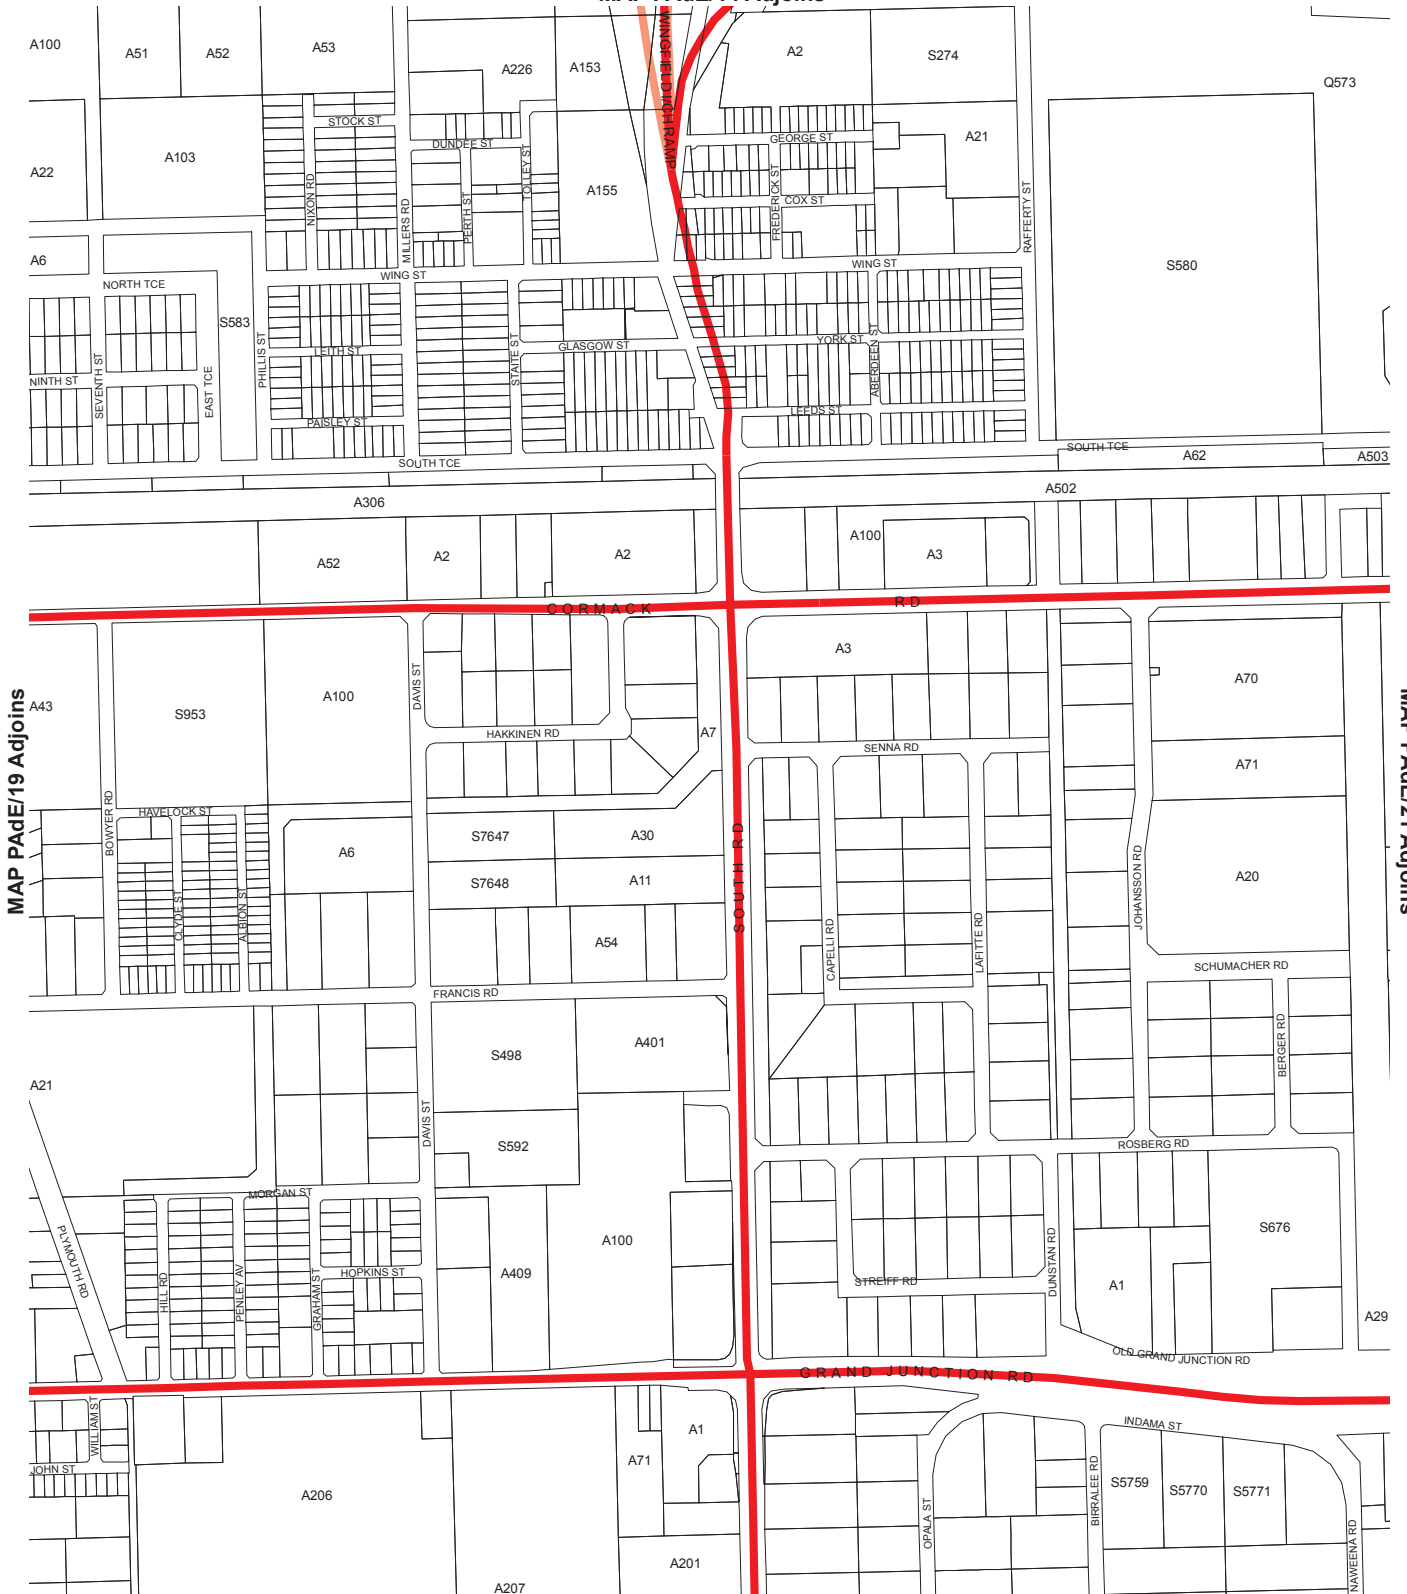 A100
A51
A52
A53
A226
A153
A2
S274
Q573
WINGFIELD I/CH RAMP
STOCK ST
DUNDEE ST
GEORGE ST
A21
A22
A103
NIXON RD
MILLERS RD
PERTH ST
TOLLEY ST
A155
FREDERICK ST
COX ST
RAFFERTY ST
A6
WING ST
WING ST
S580
NORTH TCE
S583
PHILLIS ST
LEITH ST
STAITE ST
GLASGOW ST
YORK ST
ABERDEEN ST
NINTH ST
SEVENTH ST
EAST TCE
PAISLEY ST
LEEDS ST
SOUTH TCE
SOUTH TCE
A62
A503
A306
A502
A52
A2
A2
A100
A3
CORMACK
RD
MAP PAdE/19 Adjoins
A43
S953
A100
DAVIS ST
HAKKINEN RD
A7
A3
SENNA RD
A70
A71
BOWYER RD
HAVELOCK ST
A6
S7647
A30
SOUTH RD
S7648
A11
CLYDE ST
ALBION ST
A54
CAPELLI RD
LAFITTE RD
JOHANSSON RD
A20
SCHUMACHER RD
FRANCIS RD
S498
A401
BERGER RD
A21
DAVIS ST
S592
ROSBERG RD
MORGAN ST
PLYMOUTH RD
HILL RD
PENLEY AV
GRAHAM ST
HOPKINS ST
A409
A100
STREIFF RD
DUNSTAN RD
A1
S676
A29
OLD GRAND JUNCTION RD
GRAND JUNCTION RD
WILLIAM ST
JOHN ST
A206
A207
A71
A1
A201
OPALA ST
BIRRALEE RD
INDAMA ST
S5759
S5770
S5771
NAWEENA RD